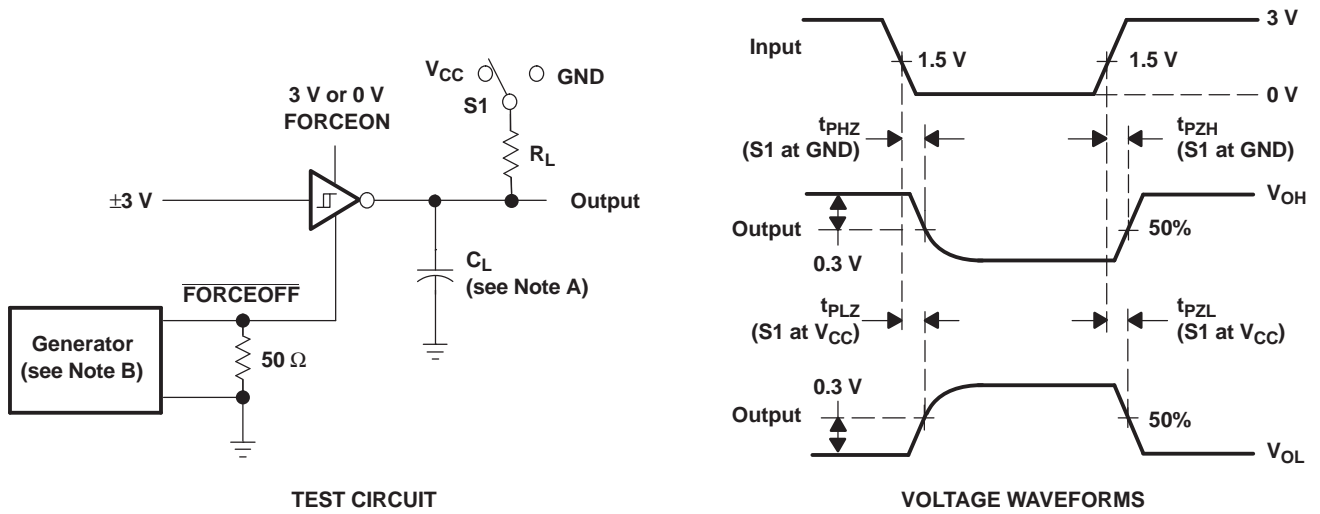 3 V or 0 V
FORCEON
VCC
GND
S1
RL
±3 V
Output
CL
(see Note A)
FORCEOFF
Generator
(see Note B)
50 Ω
TEST CIRCUIT
Input
3 V
1.5 V
1.5 V
0 V
tPHZ
(S1 at GND)
tPZH
(S1 at GND)
VOH
Output
50%
0.3 V
tPLZ
(S1 at VCC)
tPZL
(S1 at VCC)
0.3 V
Output
50%
VOL
VOLTAGE WAVEFORMS